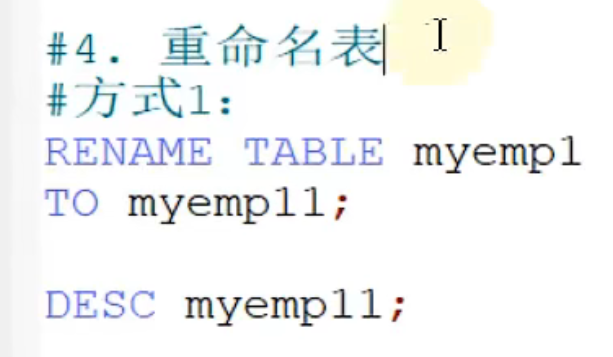 #4. 重命名表
#方式1:
RENAME TABLE myemp1
TO myemp11;
DESC myemp11;